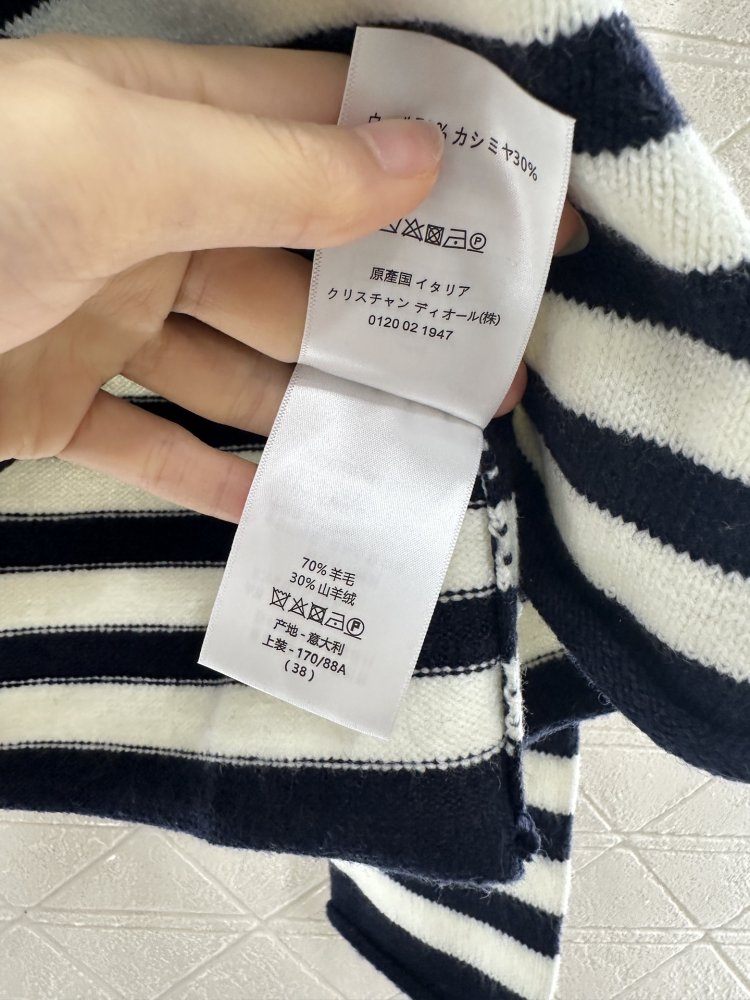 カシミヤ30%
原產国 イタリア
クリスチャン ディオール(株)
0120 02 1947
70% 羊毛
30% 山羊绒
产地 - 意大利
上装 - 170/88A
( 38 )